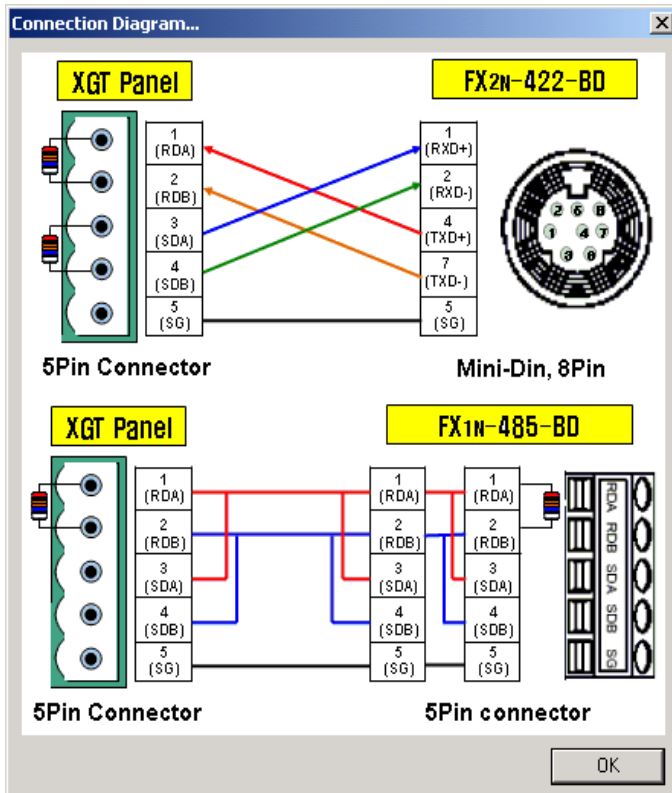 Connection Diagram...
XGT Panel
FX2N-422-BD
1
(RDA)
2
(RDB)
3
(SDA)
4
(SDB)
5
(SG)
1
(RXD+)
2
(RXD-)
4
(TXD+)
7
(TXD-)
5
(SG)
2 5 8
1 4 7
3 6
5Pin Connector
Mini-Din, 8Pin
XGT Panel
FX1N-485-BD
1
(RDA)
2
(RDB)
3
(SDA)
4
(SDB)
5
(SG)
1
(RDA)
2
(RDB)
3
(SDA)
4
(SDB)
5
(SG)
1
(RDA)
2
(RDB)
3
(SDA)
4
(SDB)
5
(SG)
RDA
RDB
SDA
SDB
SG
5Pin Connector
5Pin connector
OK